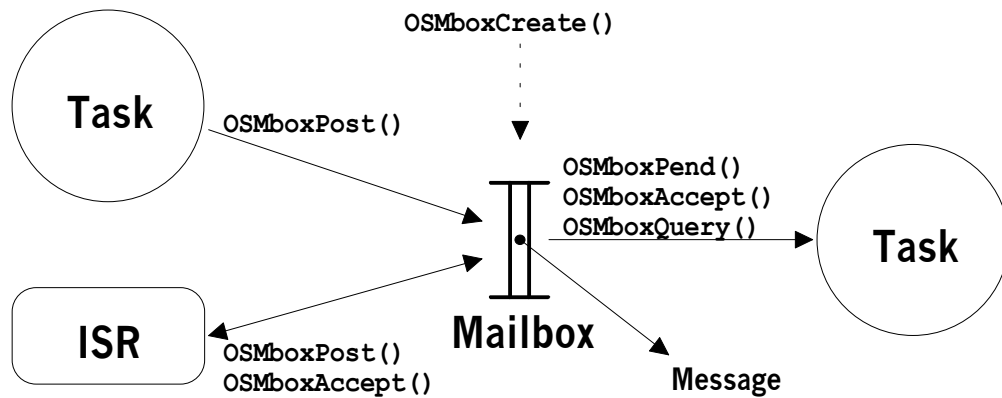 OSMboxCreate()
Task
OSMboxPost()
OSMboxPend()
OSMboxAccept()
OSMboxQuery()
Task
ISR
Mailbox
OSMboxPost()
OSMboxAccept()
Message